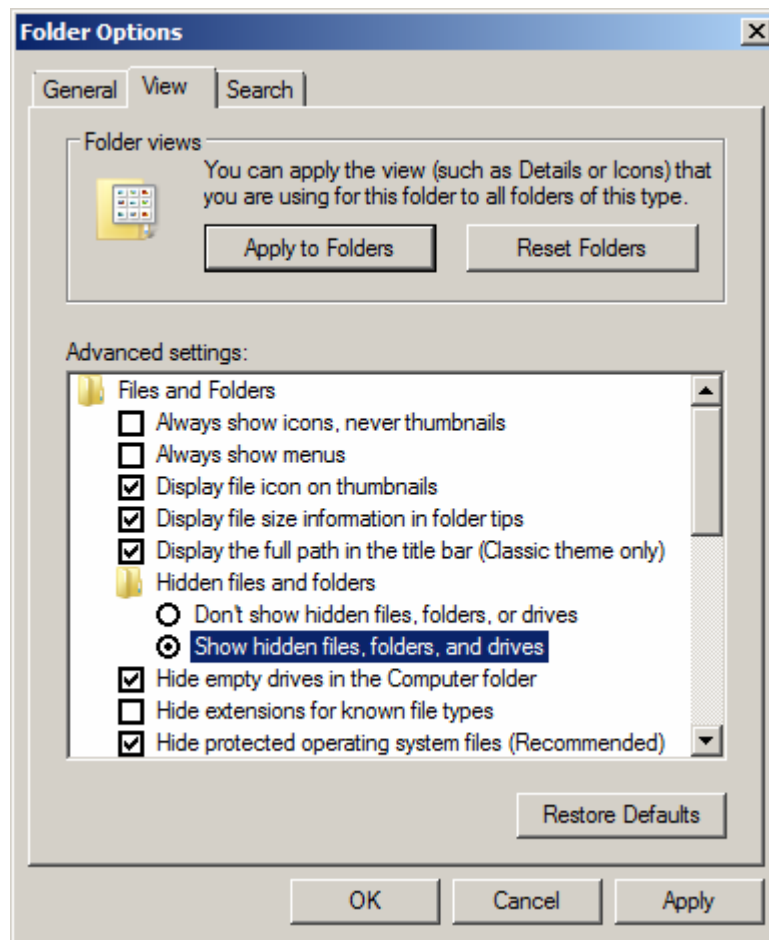 Folder Options
General
View
Search
Folder views
You can apply the view (such as Details or Icons) that
you are using for this folder to all folders of this type.
Apply to Folders
Reset Folders
Advanced settings:
Files and Folders
Always show icons, never thumbnails
Always show menus
Display file icon on thumbnails
Display file size information in folder tips
Display the full path in the title bar (Classic theme only)
Hidden files and folders
Don't show hidden files, folders, or drives
Show hidden files, folders, and drives
Hide empty drives in the Computer folder
Hide extensions for known file types
Hide protected operating system files (Recommended)
Restore Defaults
OK
Cancel
Apply